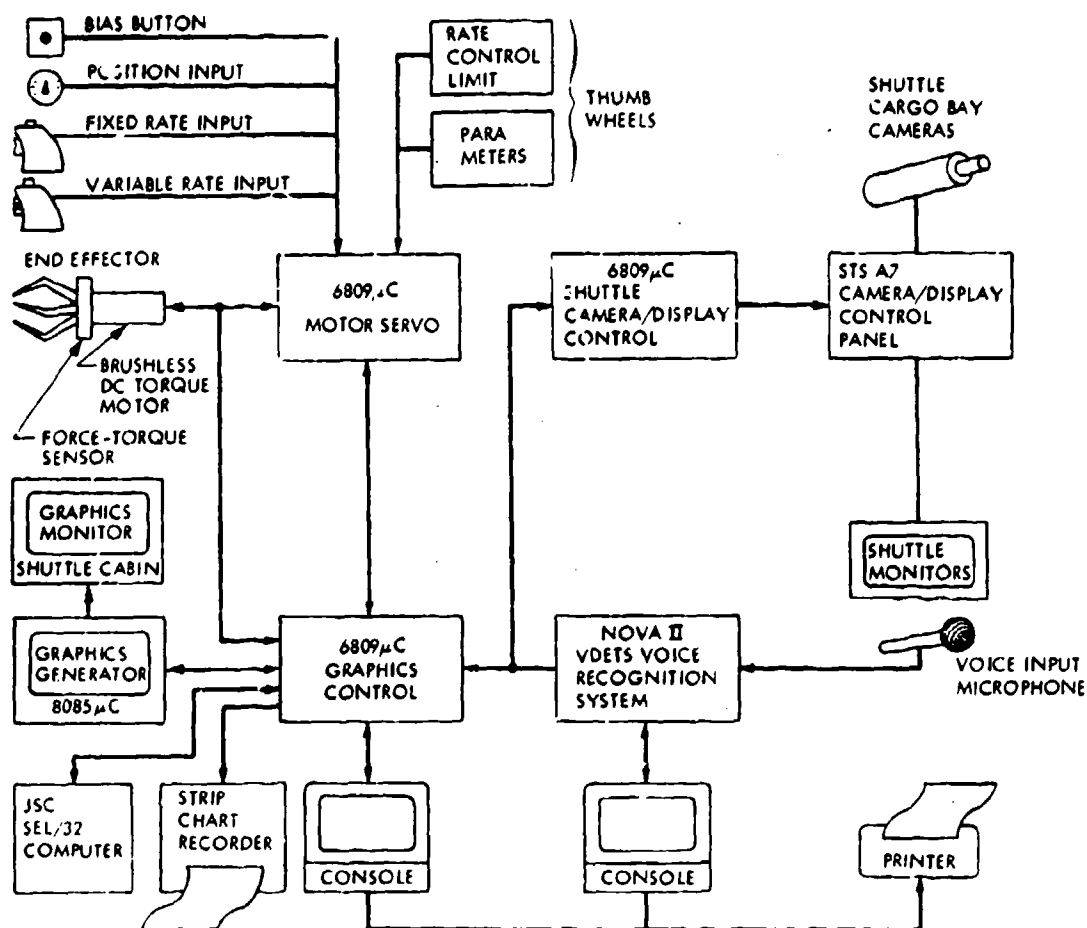 BIAS BUTTON
INPUT
FIXED RATE INPUT
VARIABLE RATE INPUT
RATE
CONTROL
LIMIT
PARA
METERS
THUMB
WHEELS
SHUTTLE
CARGO BAY
CAMERAS
END EFFECTOR
BRUSHLESS
DC TORQUE
MOTOR
FORCE-TORQUE
SENSOR
MOTOR SERVO
6809μC
SHUTTLE
CAMERA/DISPLAY
CONTROL
STS A7
CAMERA/DISPLAY
CONTROL
PANEL
GRAPHICS
MONITOR
SHUTTLE CABIN
SHUTTLE
MONITORS
GRAPHICS
GENERATOR
8085μC
6809μC
GRAPHICS
CONTROL
NOVA II
VDETS VOICE
RECOGNITION
SYSTEM
VOICE INPUT
MICROPHONE
JSC
SEL/32
COMPUTER
STRIP
CHART
RECORDER
CONSOLE
CONSOLE
PRINTER